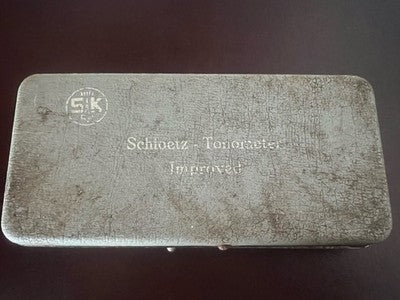 SK
Schioetz - Tonometer
Improved